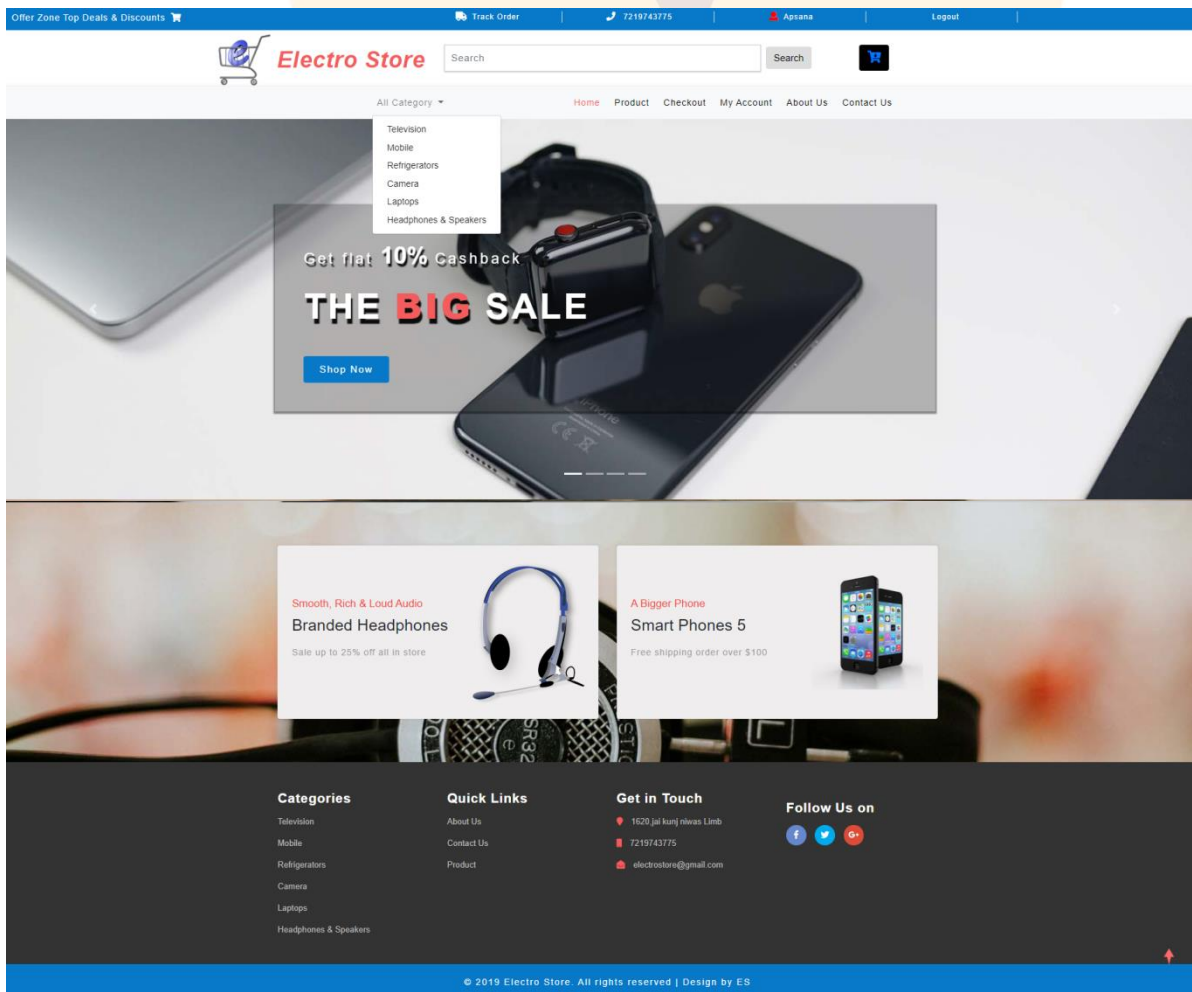 Offer Zone Top Deals & Discounts
Track Order
7219743775
Apsana
Logout
Electro Store
Search
Search
All Category
Home Product Checkout My Account About Us Contact Us
Television
Mobile
Refrigerators
Camera
Laptops
Headphones & Speakers
Get flat 10% Cashback
THE BIG SALE
Shop Now
iPhone
Smooth, Rich & Loud Audio
Branded Headphones
Sale up to 25% off all in store
A Bigger Phone
Smart Phones 5
Free shipping order over $100
Categories
Television
Mobile
Refrigerators
Camera
Laptops
Headphones & Speakers
Quick Links
About Us
Contact Us
Product
Get in Touch
1620,jai kunj niwas Limb
7219743775
electrostore@gmail.com
Follow Us on
© 2019 Electro Store. All rights reserved | Design by ES